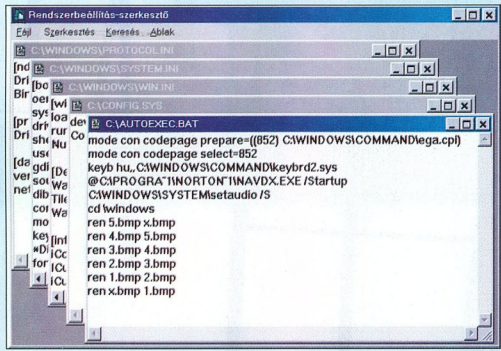 Rendszerbeállítás-szerkesztő
Fájl Szerkesztés Keresés Ablak
C:\WINDOWS\PROTOCOL.INI
C:\WINDOWS\SYSTEM.INI
C:\WINDOWS\WIN.INI
C:\CONFIG.SYS
C:\AUTOEXEC.BAT
mode con codepage prepare=((852) C:\WINDOWS\COMMAND\ega.cpi)
mode con codepage select=852
keyb hu,,C:\WINDOWS\COMMAND\keybrd2.sys
@C:\PROGRA~1\NORTON~1\NAVDX.EXE /Startup
C:\WINDOWS\SYSTEM\setaudio /S
cd \windows
ren 5.bmp x.bmp
ren 4.bmp 5.bmp
ren 3.bmp 4.bmp
ren 2.bmp 3.bmp
ren 1.bmp 2.bmp
ren x.bmp 1.bmp